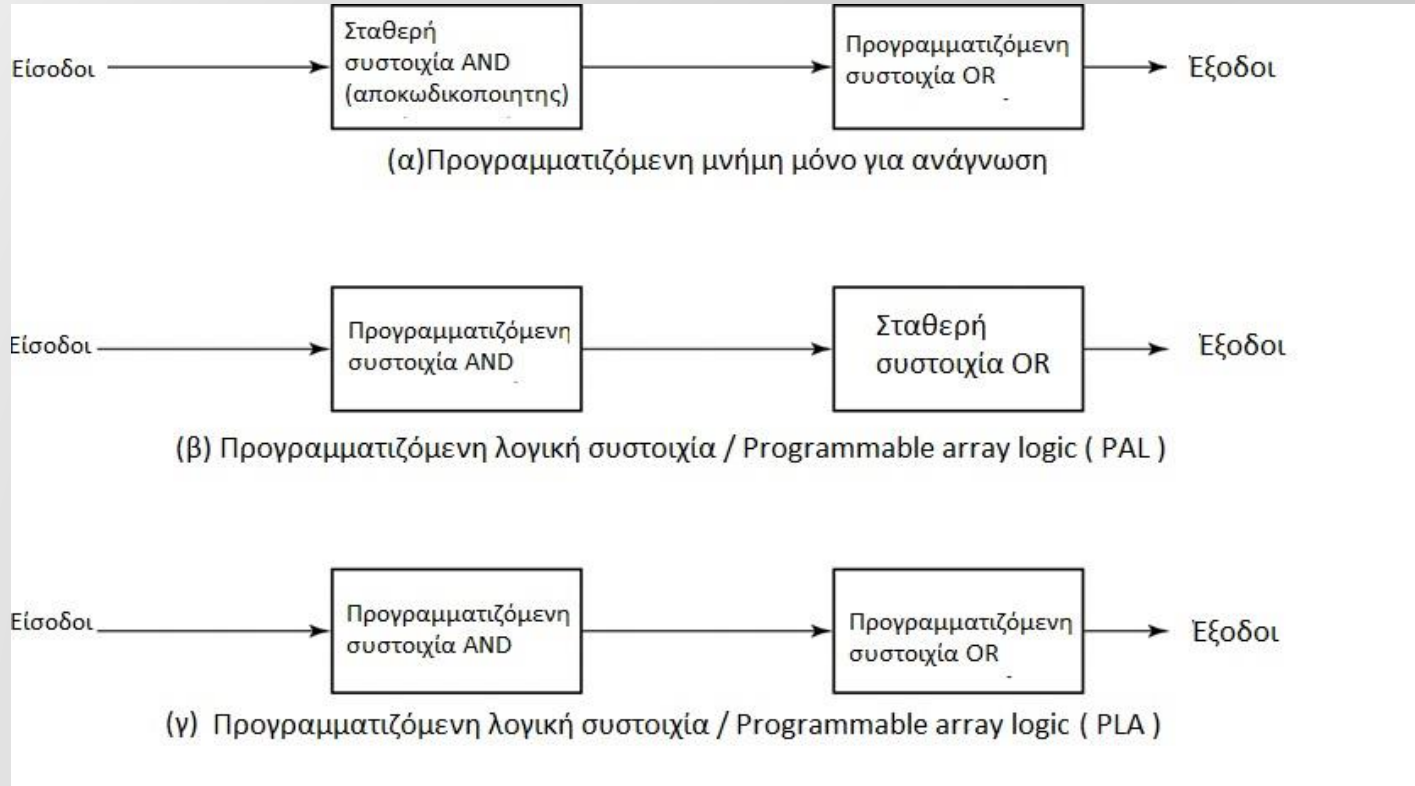 Είσοδοι
Σταθερή
συστοιχία AND
(αποκωδικοποιητης)
Προγραμματιζόμενη
συστοιχία OR
Έξοδοι
(α)Προγραμματιζόμενη μνήμη μόνο για ανάγνωση
Είσοδοι
Προγραμματιζόμενη
συστοιχία AND
Σταθερή
συστοιχία OR
Έξοδοι
(β) Προγραμματιζόμενη λογική συστοιχία / Programmable array logic ( PAL )
Είσοδοι
Προγραμματιζόμενη
συστοιχία AND
Προγραμματιζόμενη
συστοιχία OR
Έξοδοι
(γ) Προγραμματιζόμενη λογική συστοιχία / Programmable array logic ( PLA )